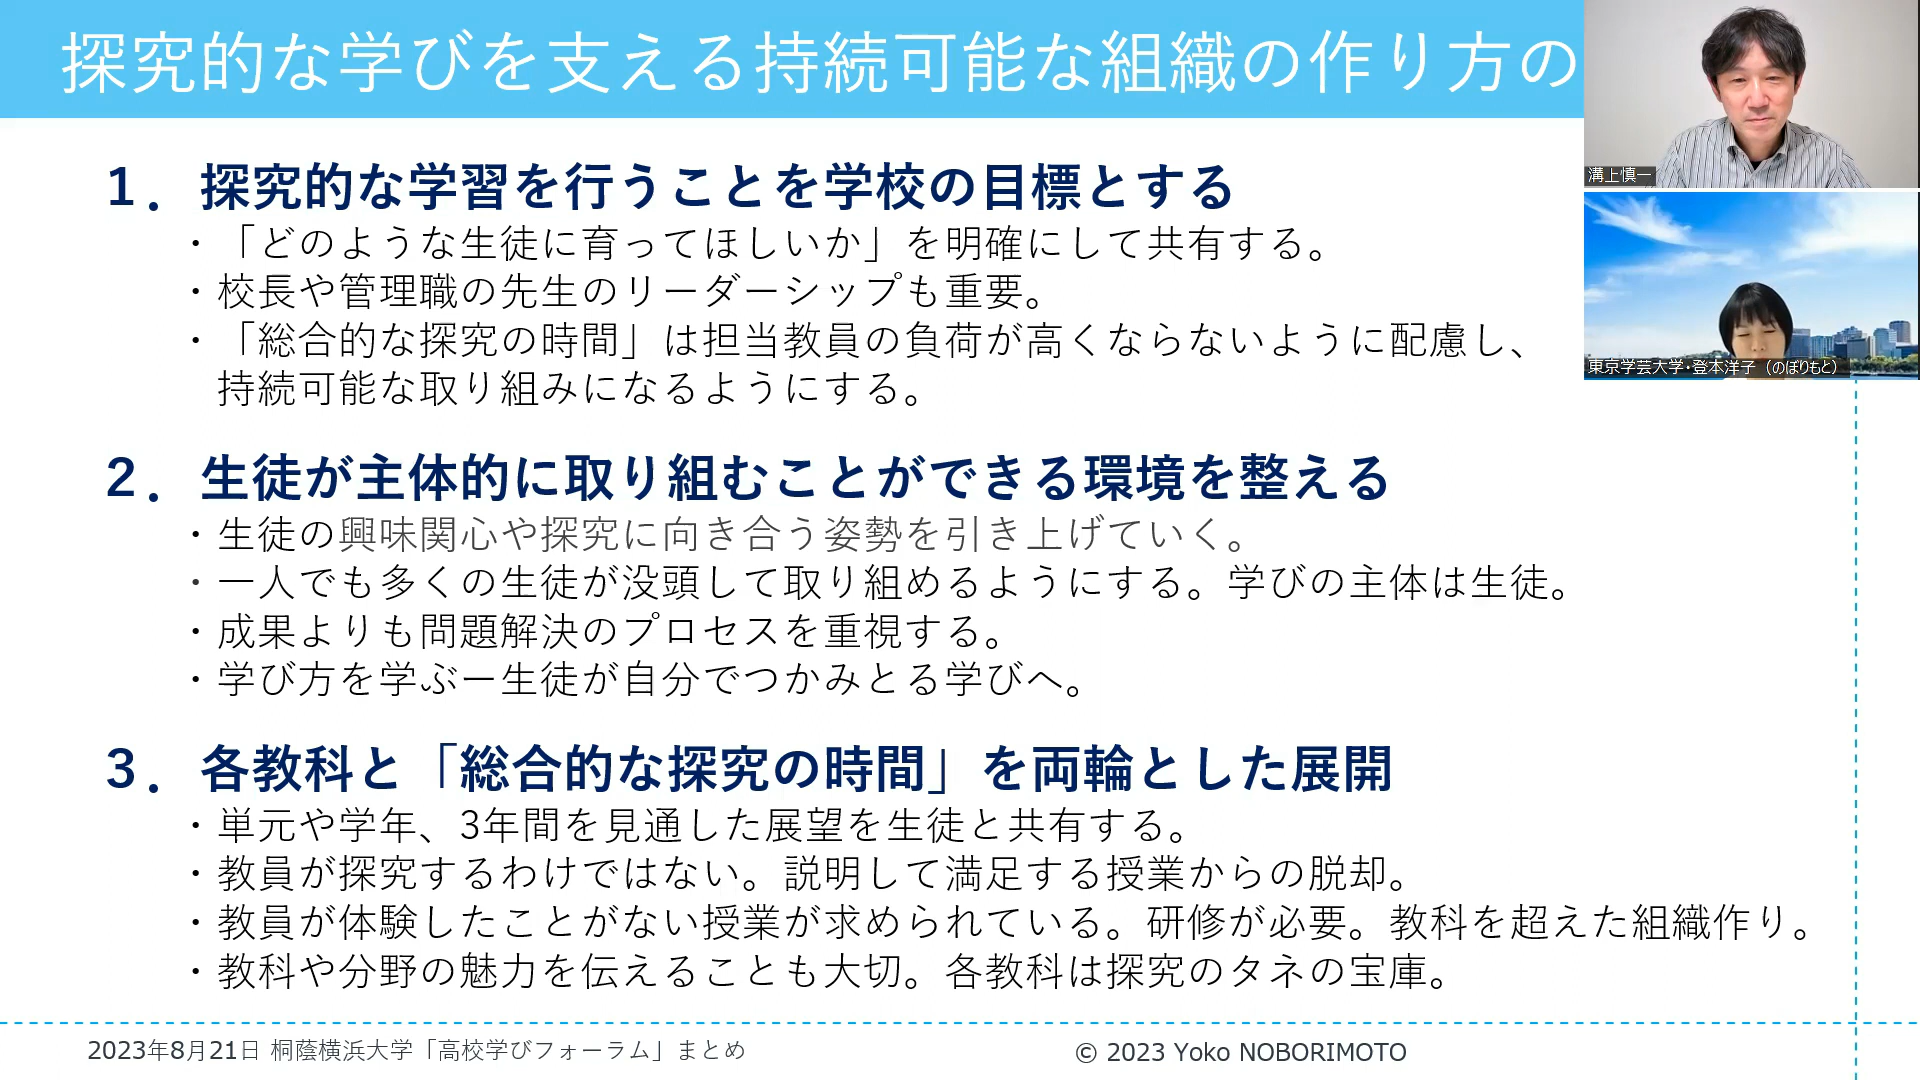 探究的な学びを支える持続可能な組織の作り方の
溝上慎一
東京学芸大学・登本洋子（のぼりもと）
１．探究的な学習を行うことを学校の目標とする
・「どのような生徒に育ってほしいか」を明確にして共有する。
・校長や管理職の先生のリーダーシップも重要。
・「総合的な探究の時間」は担当教員の負荷が高くならないように配慮し、
持続可能な取り組みになるようにする。
２．生徒が主体的に取り組むことができる環境を整える
・生徒の興味関心や探究に向き合う姿勢を引き上げていく。
・一人でも多くの生徒が没頭して取り組めるようにする。学びの主体は生徒。
・成果よりも問題解決のプロセスを重視する。
・学び方を学ぶー生徒が自分でつかみとる学びへ。
３．各教科と「総合的な探究の時間」を両輪とした展開
・単元や学年、3年間を見通した展望を生徒と共有する。
・教員が探究するわけではない。説明して満足する授業からの脱却。
・教員が体験したことがない授業が求められている。研修が必要。教科を超えた組織作り。
・教科や分野の魅力を伝えることも大切。各教科は探究のタネの宝庫。
2023年8月21日 桐蔭横浜大学「高校学びフォーラム」まとめ
© 2023 Yoko NOBORIMOTO